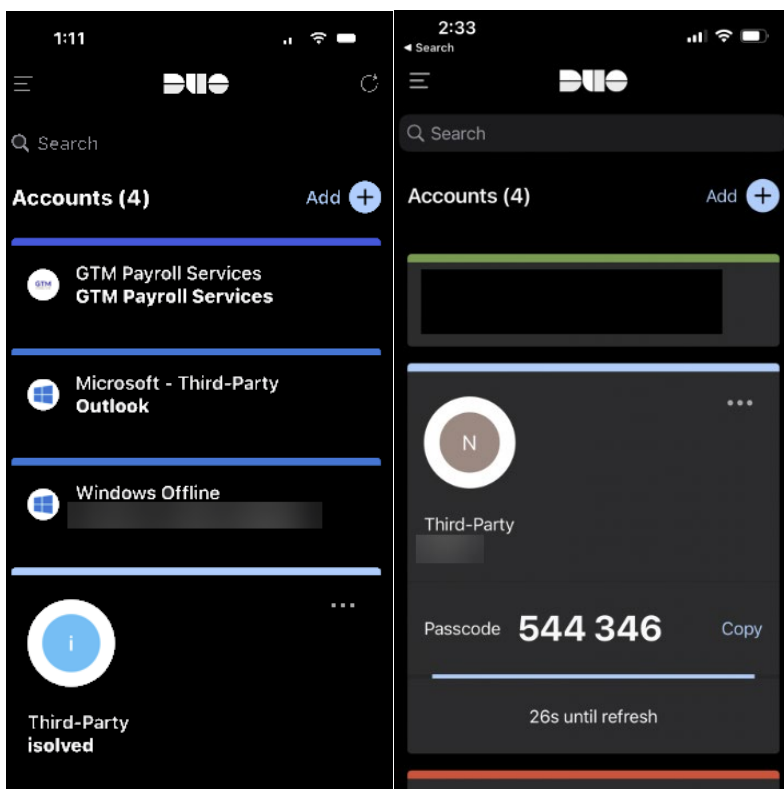 1:11
DUO
Search
Accounts (4)
Add +
GTM
GTM Payroll Services
GTM Payroll Services
Microsoft - Third-Party
Outlook
Windows Offline
i
Third-Party
isolved
2:33
Search
DUO
Search
Accounts (4)
Add +
N
Third-Party
Passcode 544 346 Copy
26s until refresh